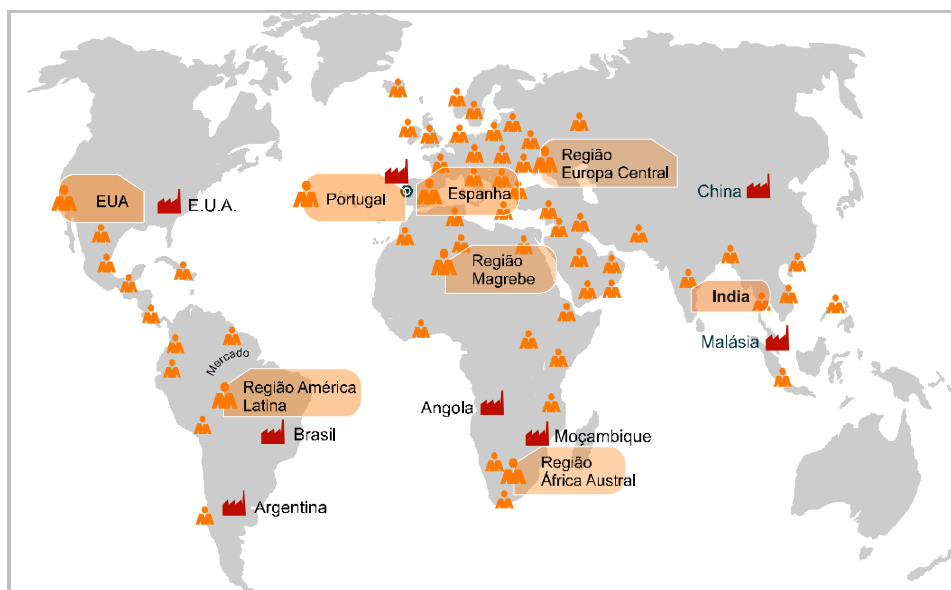 Região
Europa Central
EUA
E.U.A.
Portugal
Espanha
China
Região
Magrebe
India
Malásia
Mercado
Região América
Latina
Angola
Brasil
Moçambique
Região
África Austral
Argentina